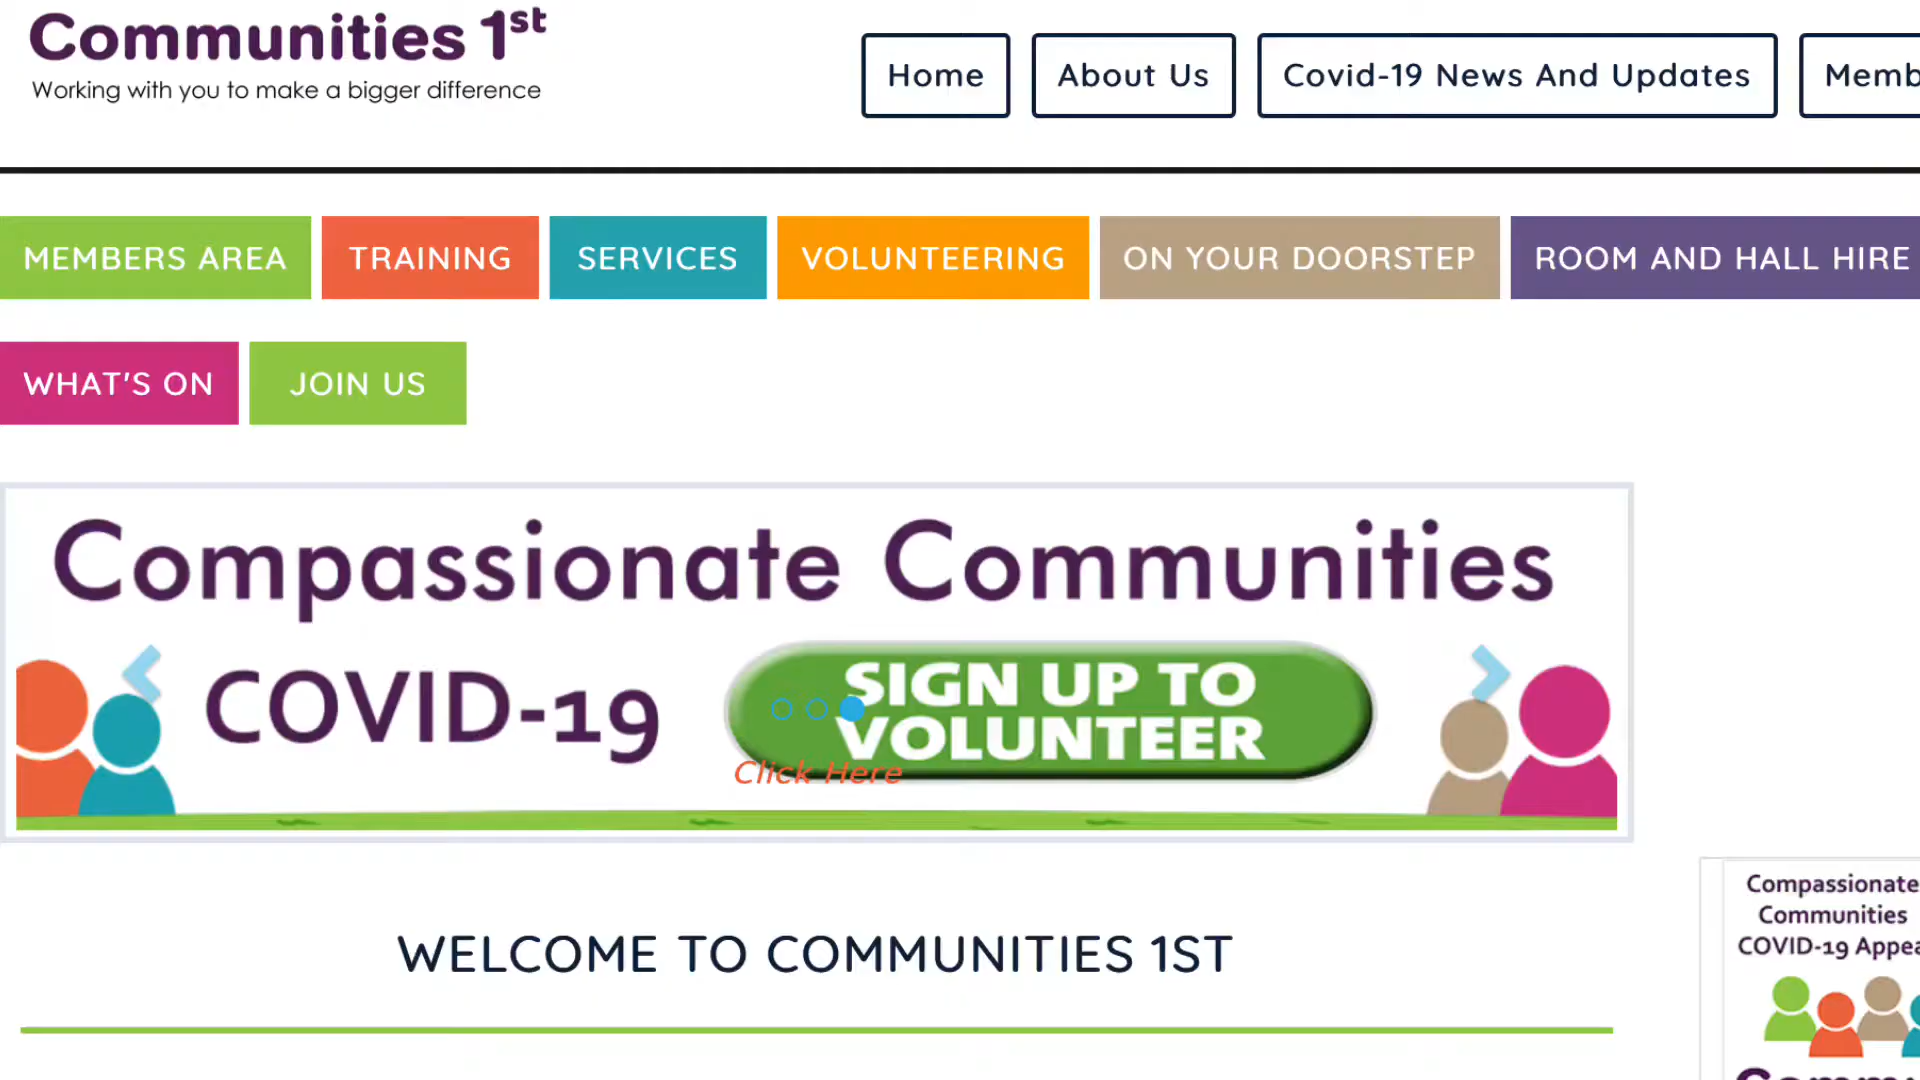 Communities 1st
Working with you to make a bigger difference
Home
About Us
Covid-19 News And Updates
MEMBERS AREA
TRAINING
SERVICES
VOLUNTEERING
ON YOUR DOORSTEP
ROOM AND HALL HIRE
WHAT'S ON
JOIN US
Compassionate Communities
COVID-19
SIGN UP TO
VOLUNTEER
Click Here
WELCOME TO COMMUNITIES 1ST
Compassionate
Communities
COVID-19